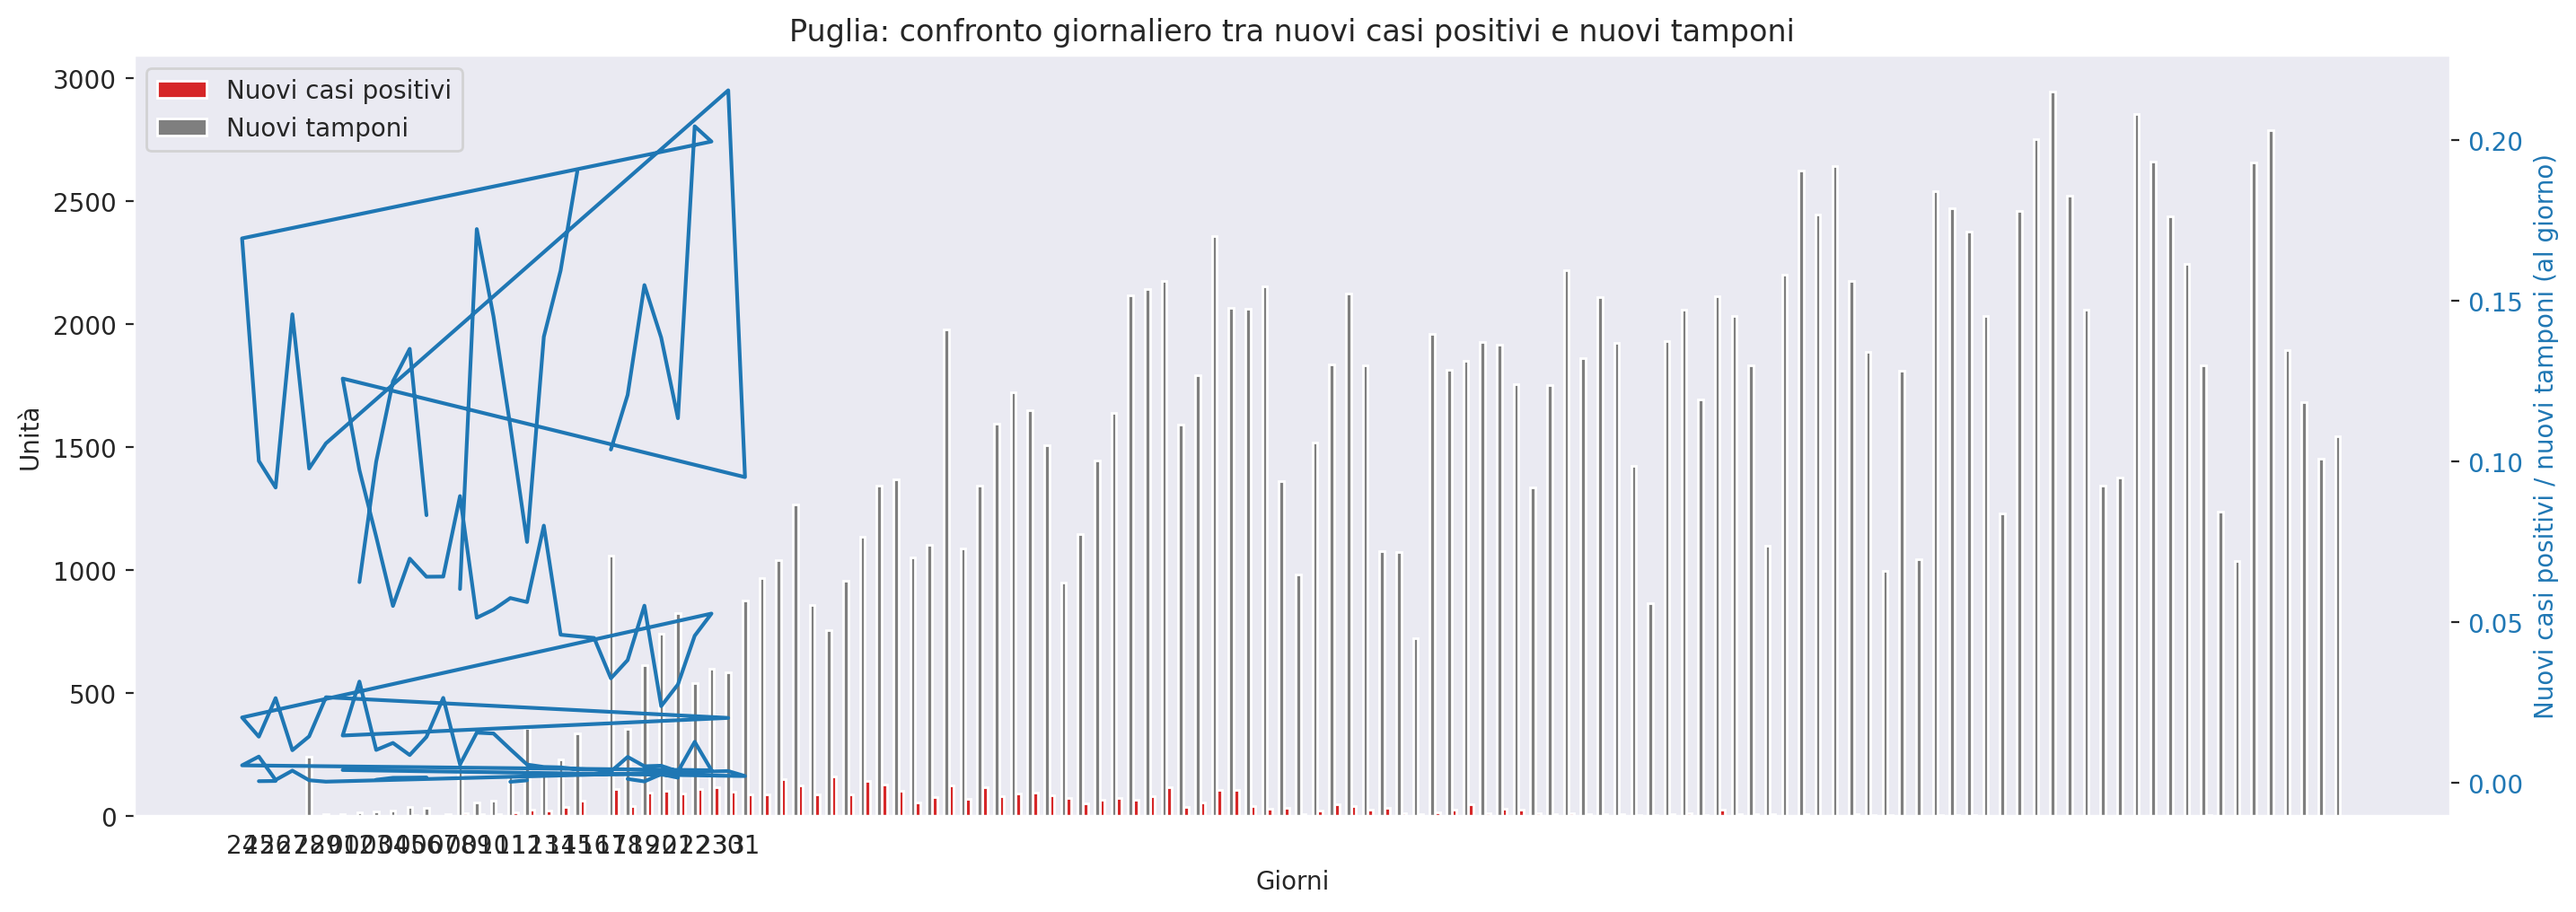 Puglia: confronto giornaliero tra nuovi casi positivi e nuovi tamponi
Nuovi casi positivi
Nuovi tamponi
3000
2500
2000
1500
1000
500
0
Unità
0.20
0.15
0.10
0.05
0.00
Nuovi casi positivi / nuovi tamponi (al giorno)
Giorni